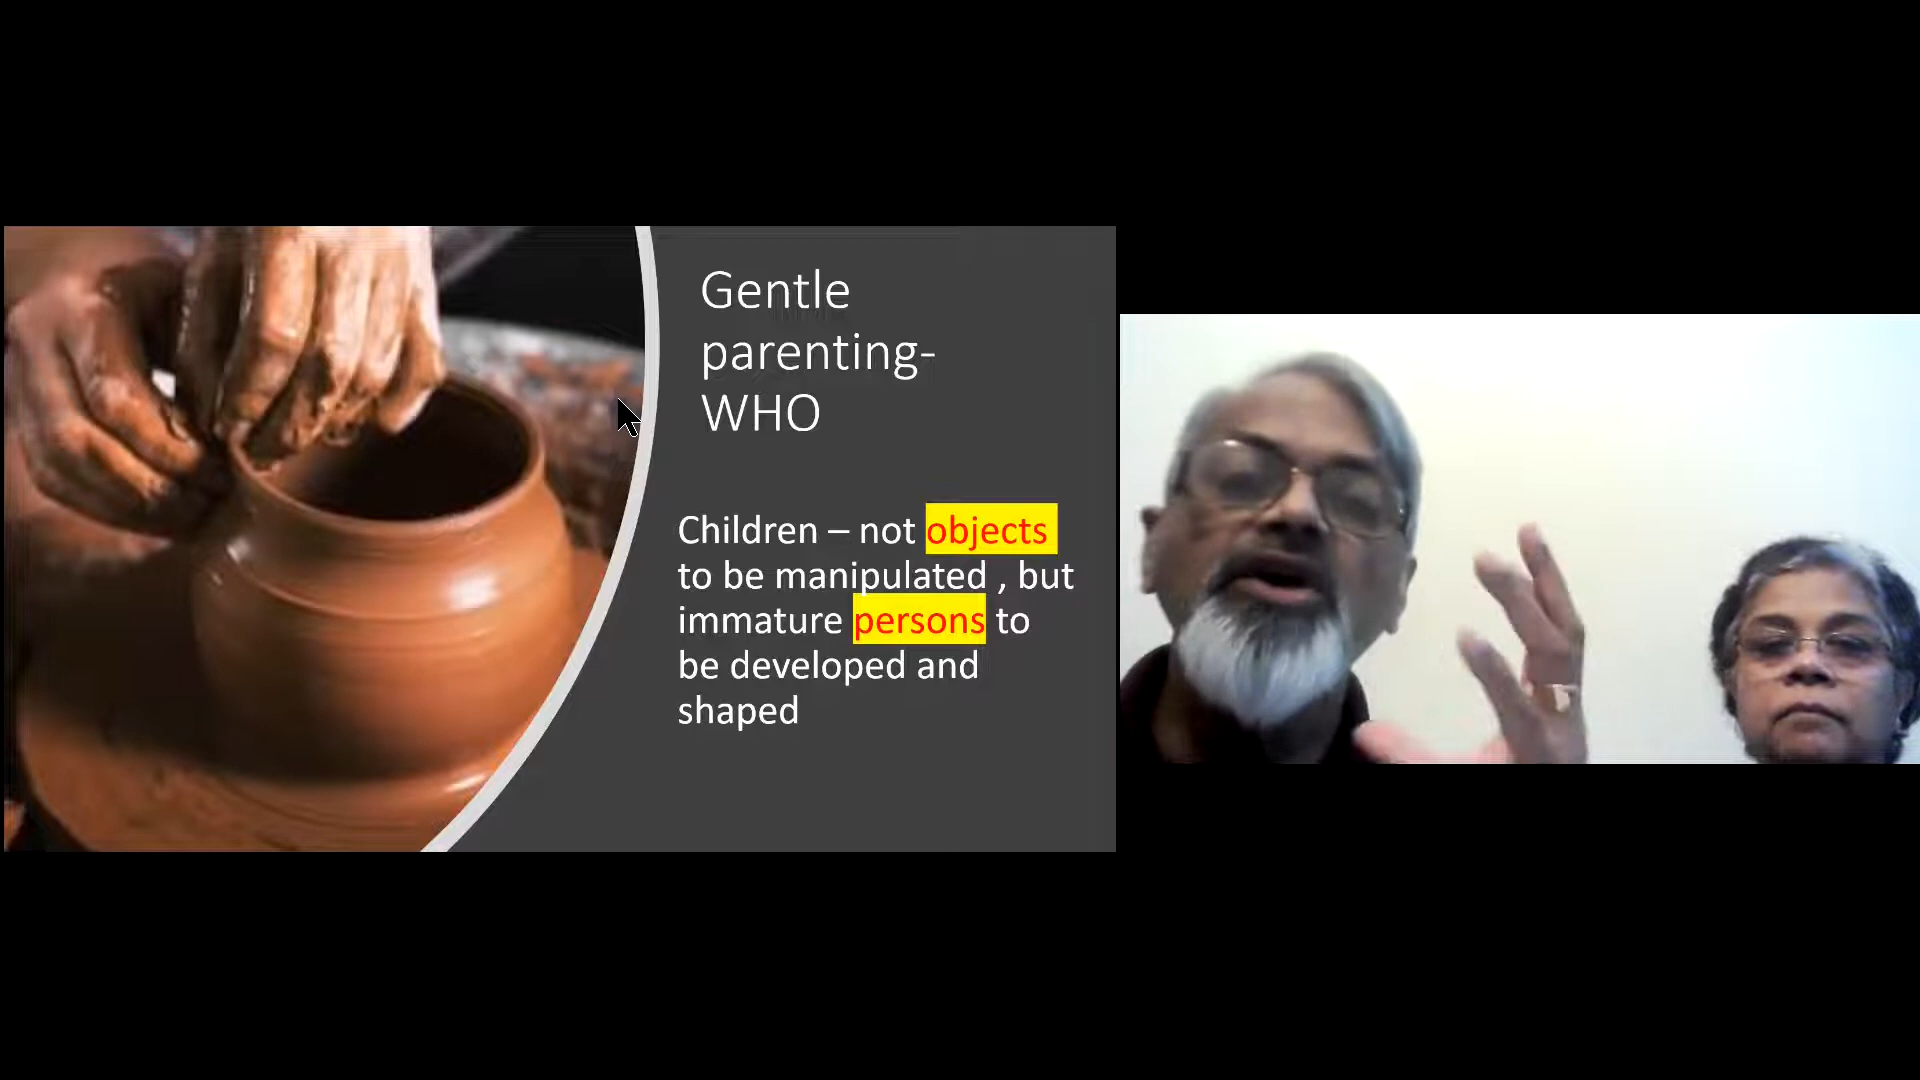 Gentle
parenting-
WHO
Children – not objects
to be manipulated , but
immature persons to
be developed and
shaped